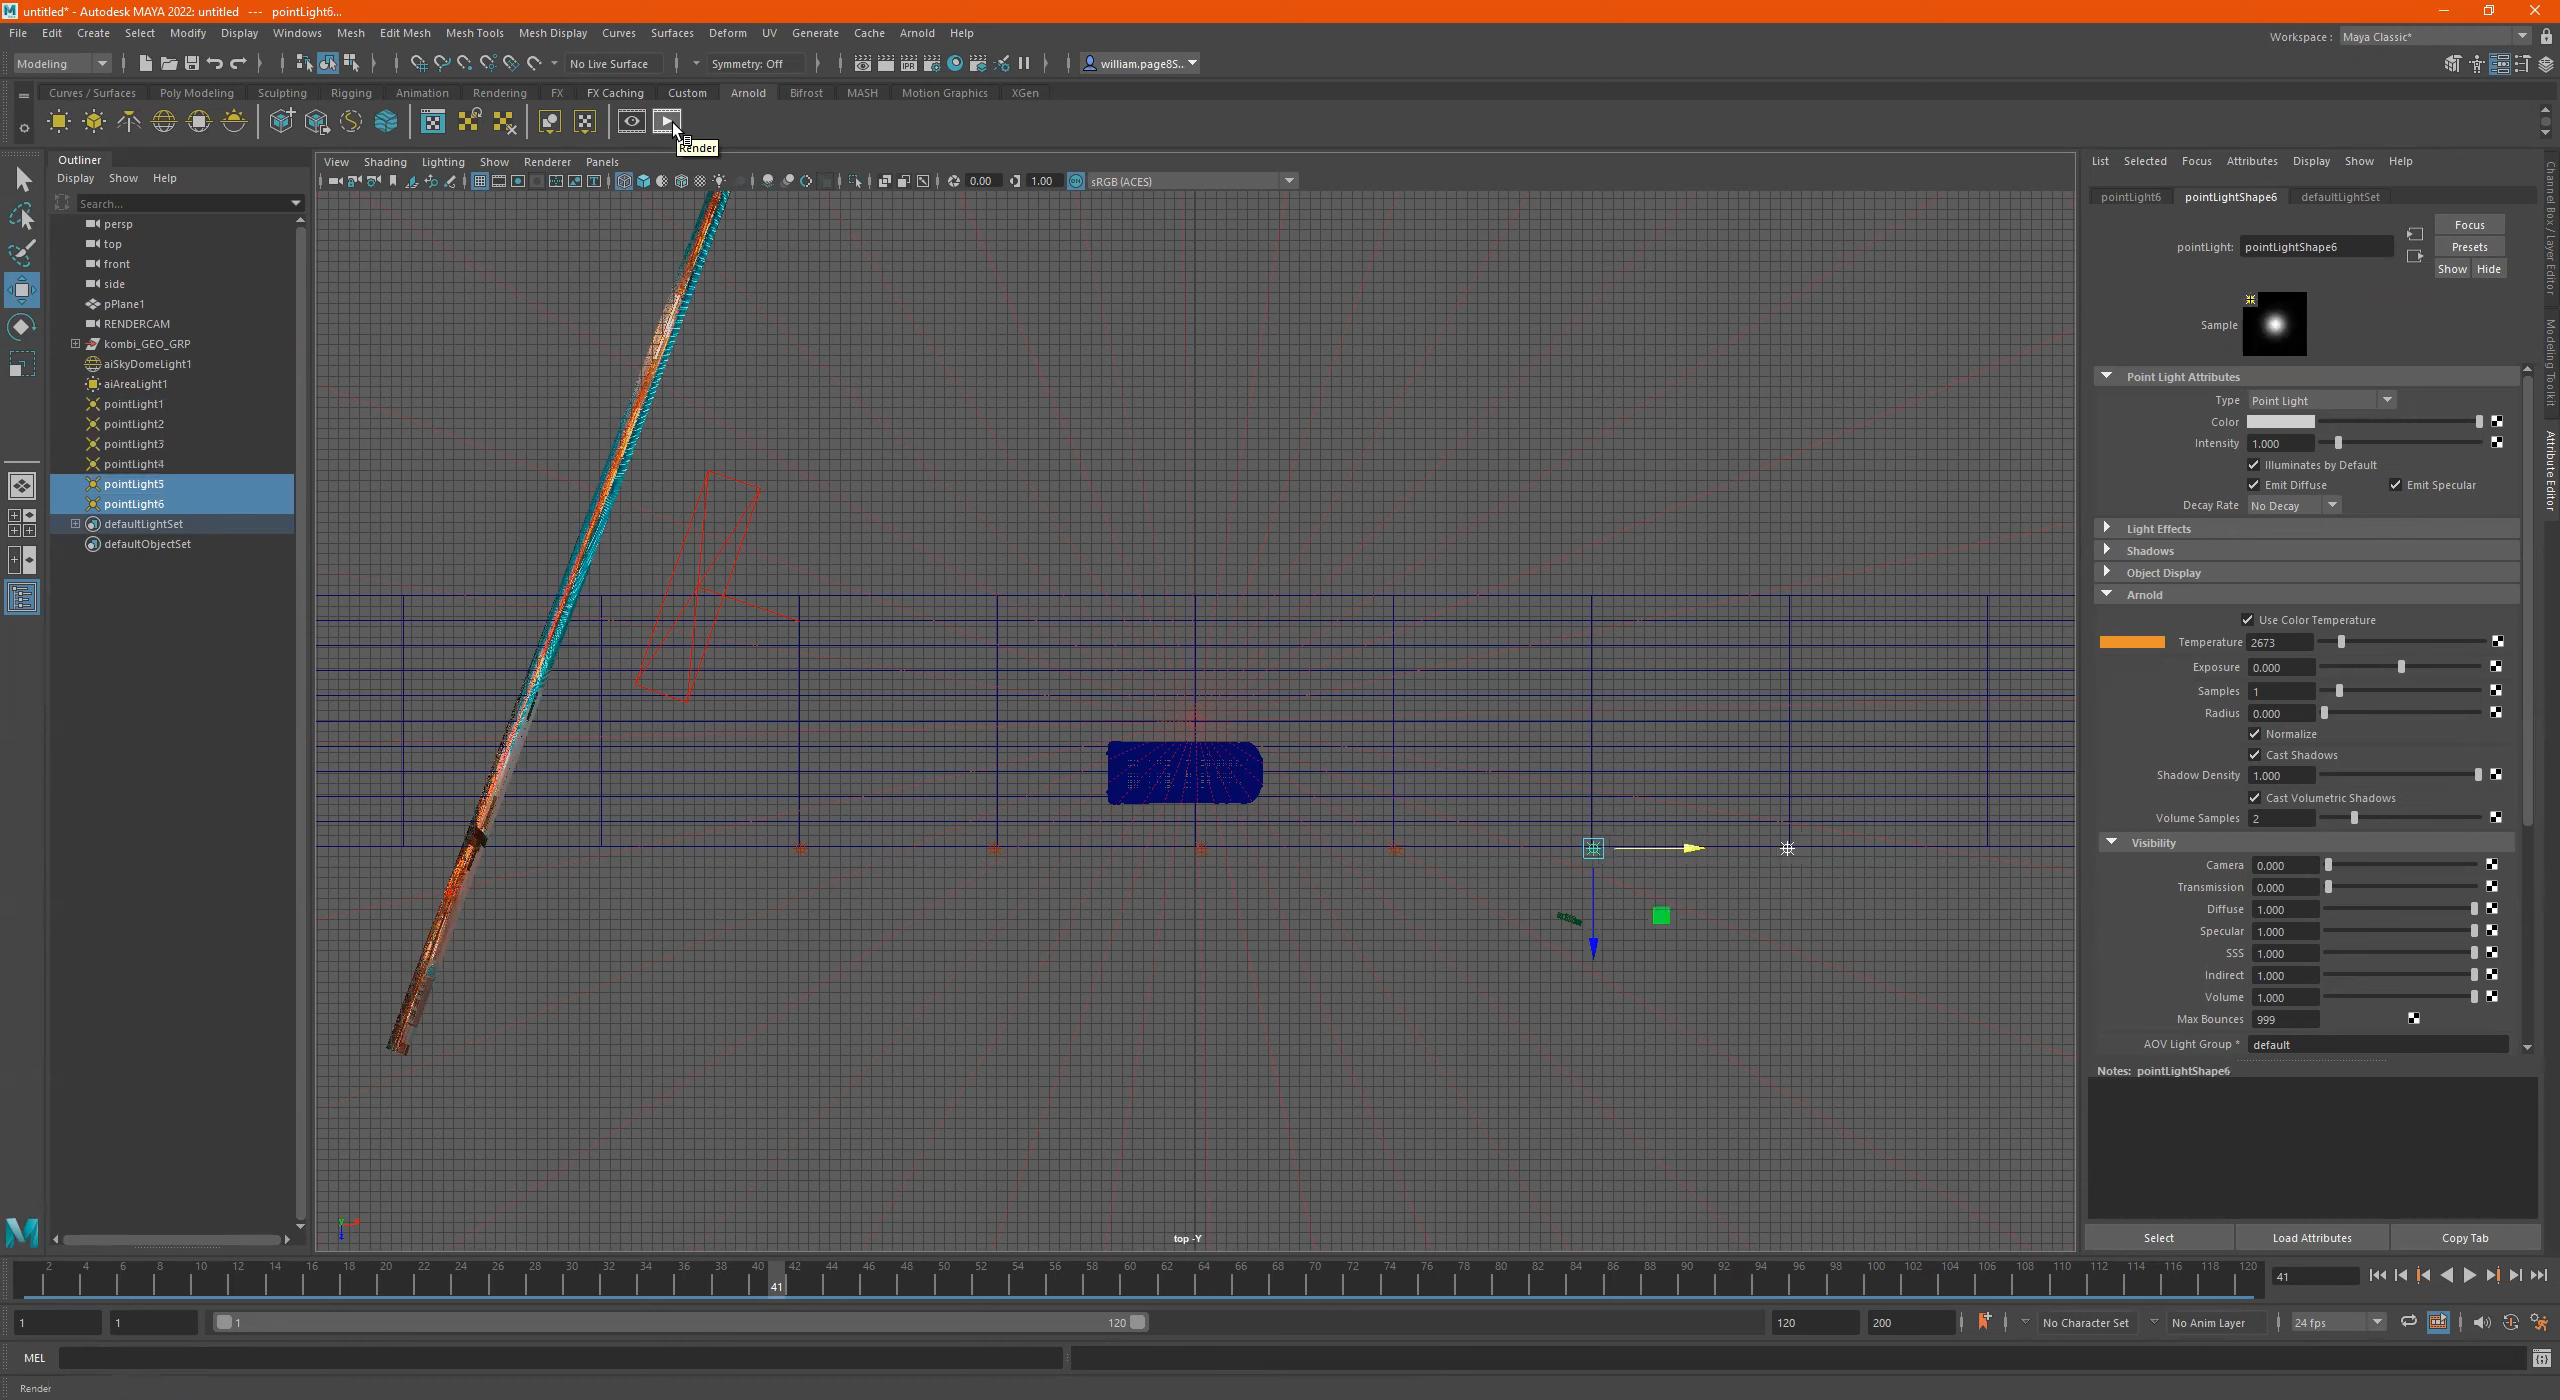 untitled* - Autodesk MAYA 2022: untitled --- pointLight6...
File Edit Create Select Modify Display Windows Mesh Edit Mesh Mesh Tools Mesh Display Curves Surfaces Deform UV Generate Cache Arnold Help
Workspace : Maya Classic*
Modeling No Live Surface Symmetry: Off william.page8S..
Curves / Surfaces Poly Modeling Sculpting Rigging Animation Rendering FX FX Caching Custom Arnold Bifrost MASH Motion Graphics XGen
Render
Outliner
Display Show Help
Search...
persp
top
front
side
pPlane1
RENDERCAM
kombi_GEO_GRP
aiSkyDomeLight1
aiAreaLight1
pointLight1
pointLight2
pointLight3
pointLight4
pointLight5
pointLight6
defaultLightSet
defaultObjectSet
View Shading Lighting Show Renderer Panels
0.00 1.00 sRGB (ACES)
top -Y
List Selected Focus Attributes Display Show Help
pointLight6 pointLightShape6 defaultLightSet
Focus
pointLight: pointLightShape6 Presets
Show Hide
Sample
Point Light Attributes
Type Point Light
Color
Intensity 1.000
Illuminates by Default
Emit Diffuse Emit Specular
Decay Rate No Decay
Light Effects
Shadows
Object Display
Arnold
Use Color Temperature
Temperature 2673
Exposure 0.000
Samples 1
Radius 0.000
Normalize
Cast Shadows
Shadow Density 1.000
Cast Volumetric Shadows
Volume Samples 2
Visibility
Camera 0.000
Transmission 0.000
Diffuse 1.000
Specular 1.000
SSS 1.000
Indirect 1.000
Volume 1.000
Max Bounces 999
AOV Light Group * default
Notes: pointLightShape6
Select Load Attributes Copy Tab
Channel Box / Layer Editor
Modeling Toolkit
Attribute Editor
2 4 6 8 10 12 14 16 18 20 22 24 26 28 30 32 34 36 38 40 42 44 46 48 50 52 54 56 58 60 62 64 66 68 70 72 74 76 78 80 82 84 86 88 90 92 94 96 98 100 102 104 106 108 110 112 114 116 118 120
41 41
1 1 1 120 120 200 No Character Set No Anim Layer 24 fps
MEL
Render